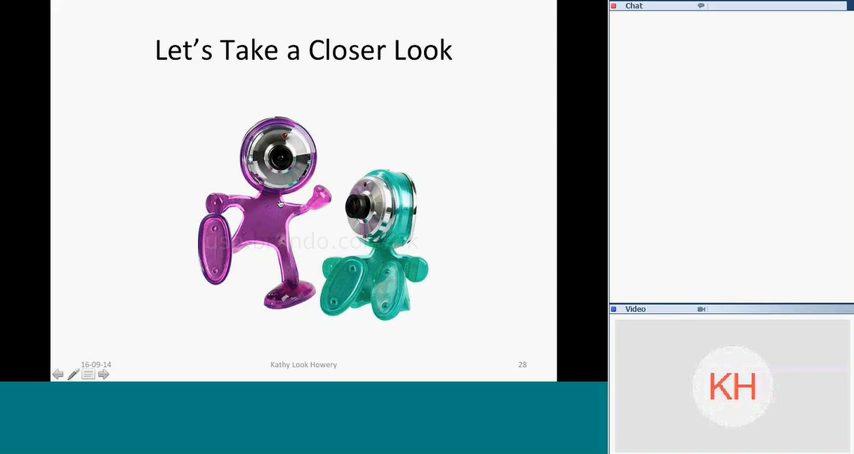 Let's Take a Closer Look
Chat
16-09-14
Kathy Look Howery
28
Video
KH